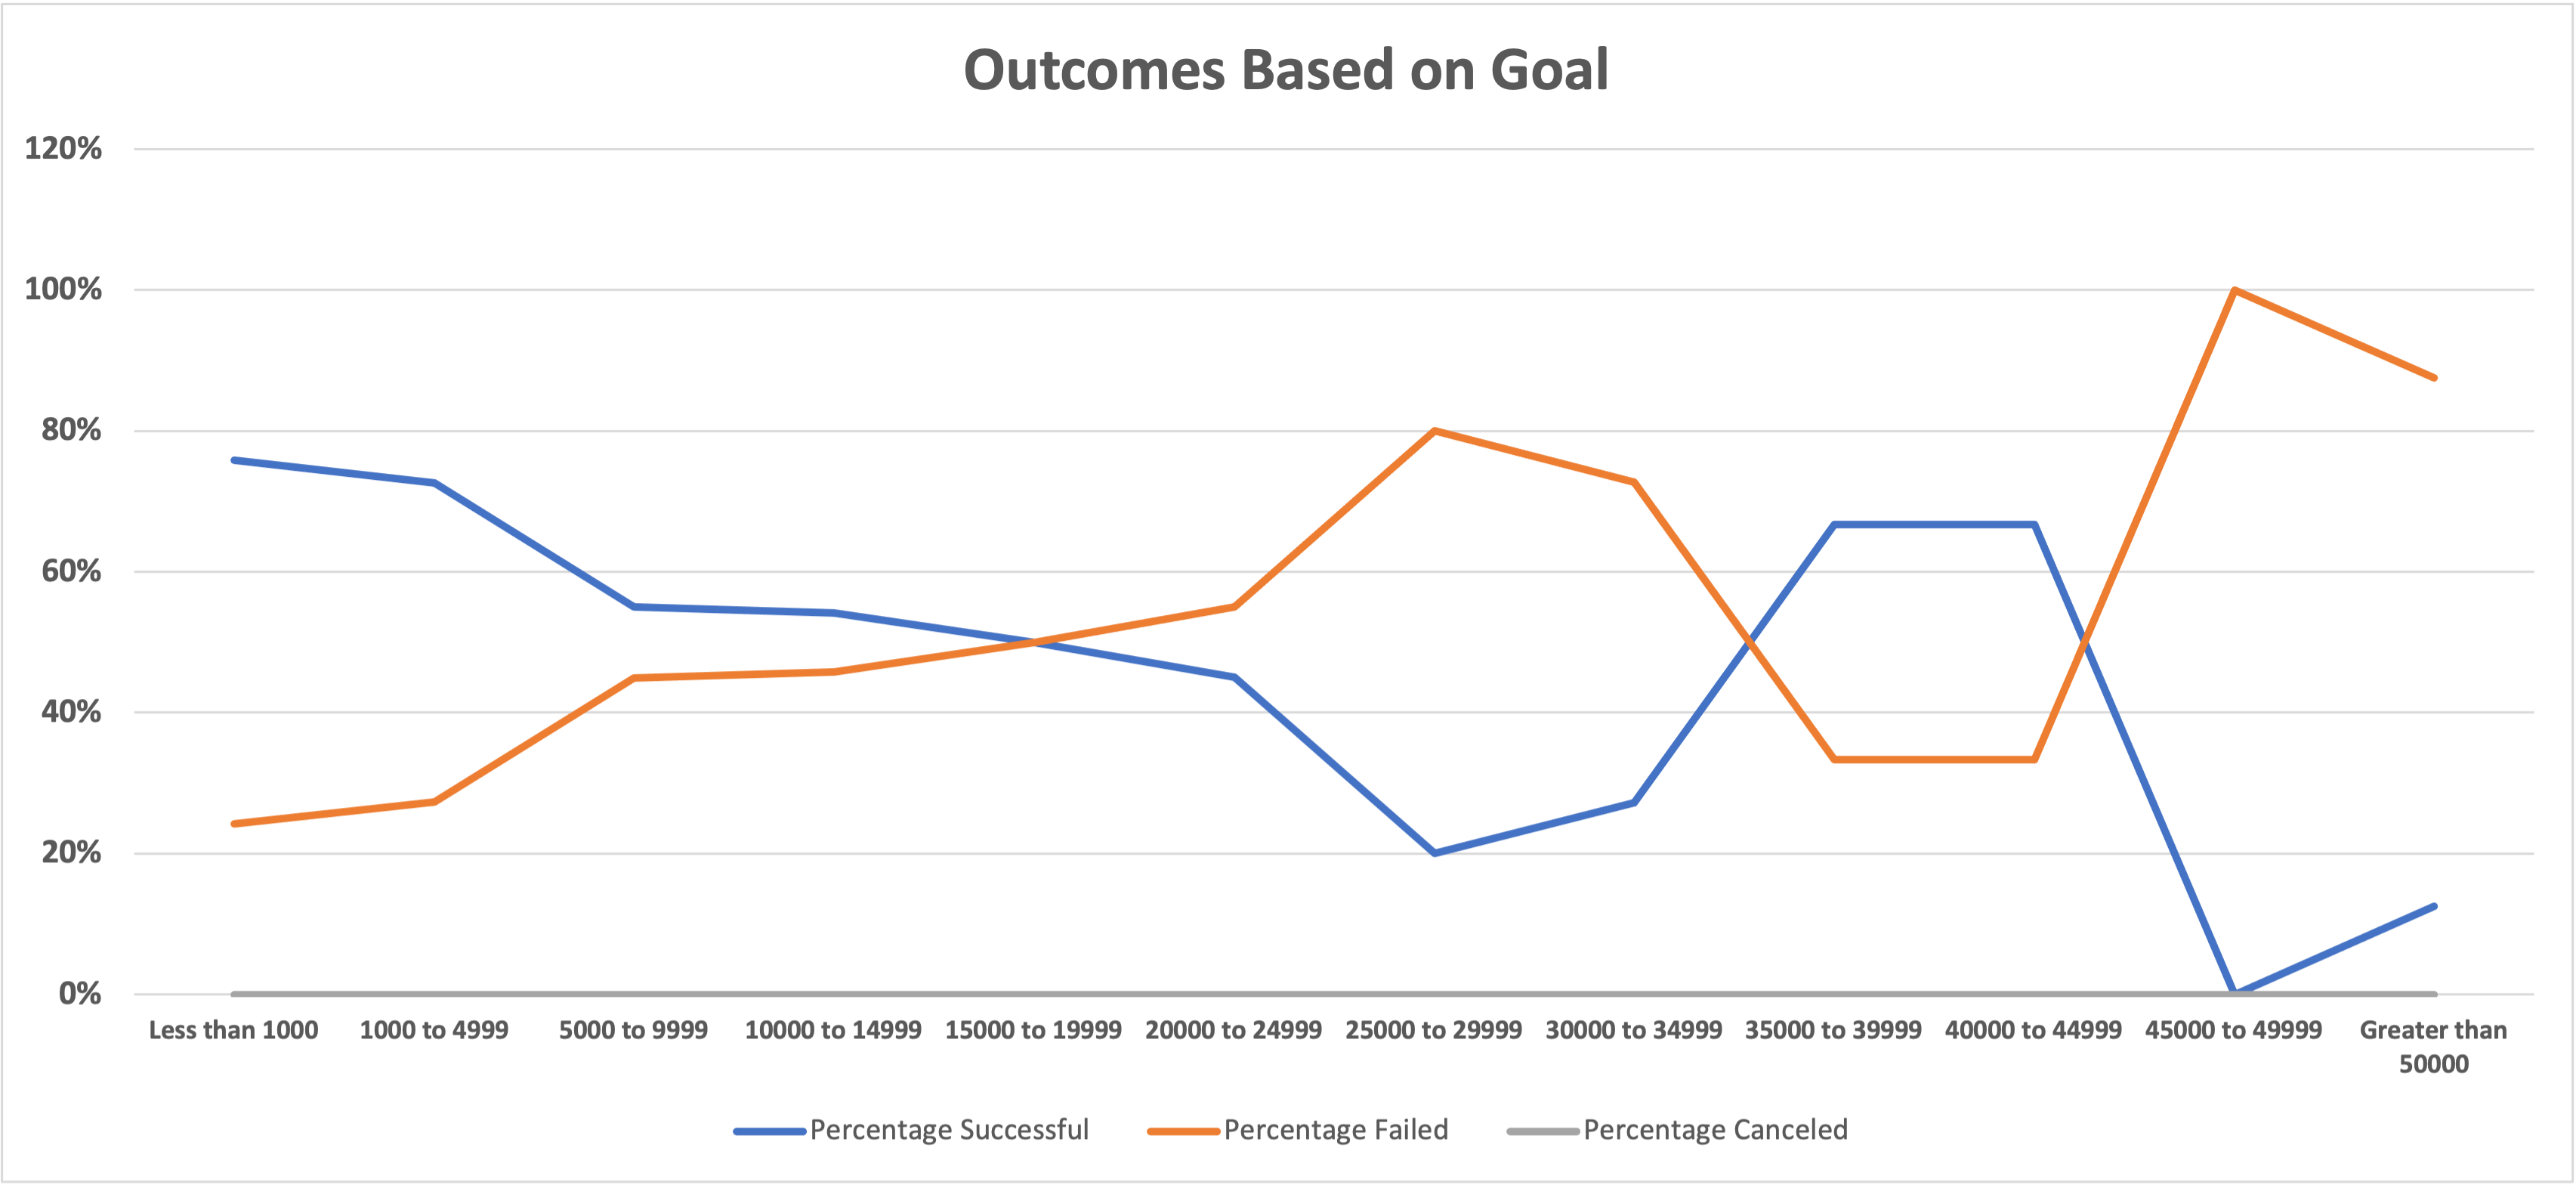 Outcomes Based on Goal
120%
100%
80%
60%
40%
20%
0%
Less than 1000 1000 to 4999 5000 to 9999 10000 to 14999 15000 to 19999 20000 to 24999 25000 to 29999 30000 to 34999 35000 to 39999 40000 to 44999 45000 to 49999 Greater than
50000
Percentage Successful Percentage Failed Percentage Canceled